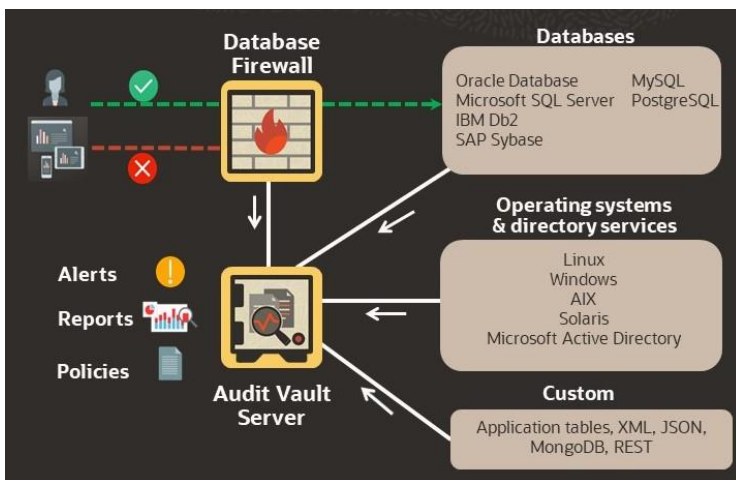 Database
Firewall
Databases
Oracle Database
Microsoft SQL Server
IBM Db2
SAP Sybase
MySQL
PostgreSQL
Operating systems
& directory services
Linux
Windows
AIX
Solaris
Microsoft Active Directory
Alerts
Reports
Policies
Audit Vault
Server
Custom
Application tables, XML, JSON,
MongoDB, REST